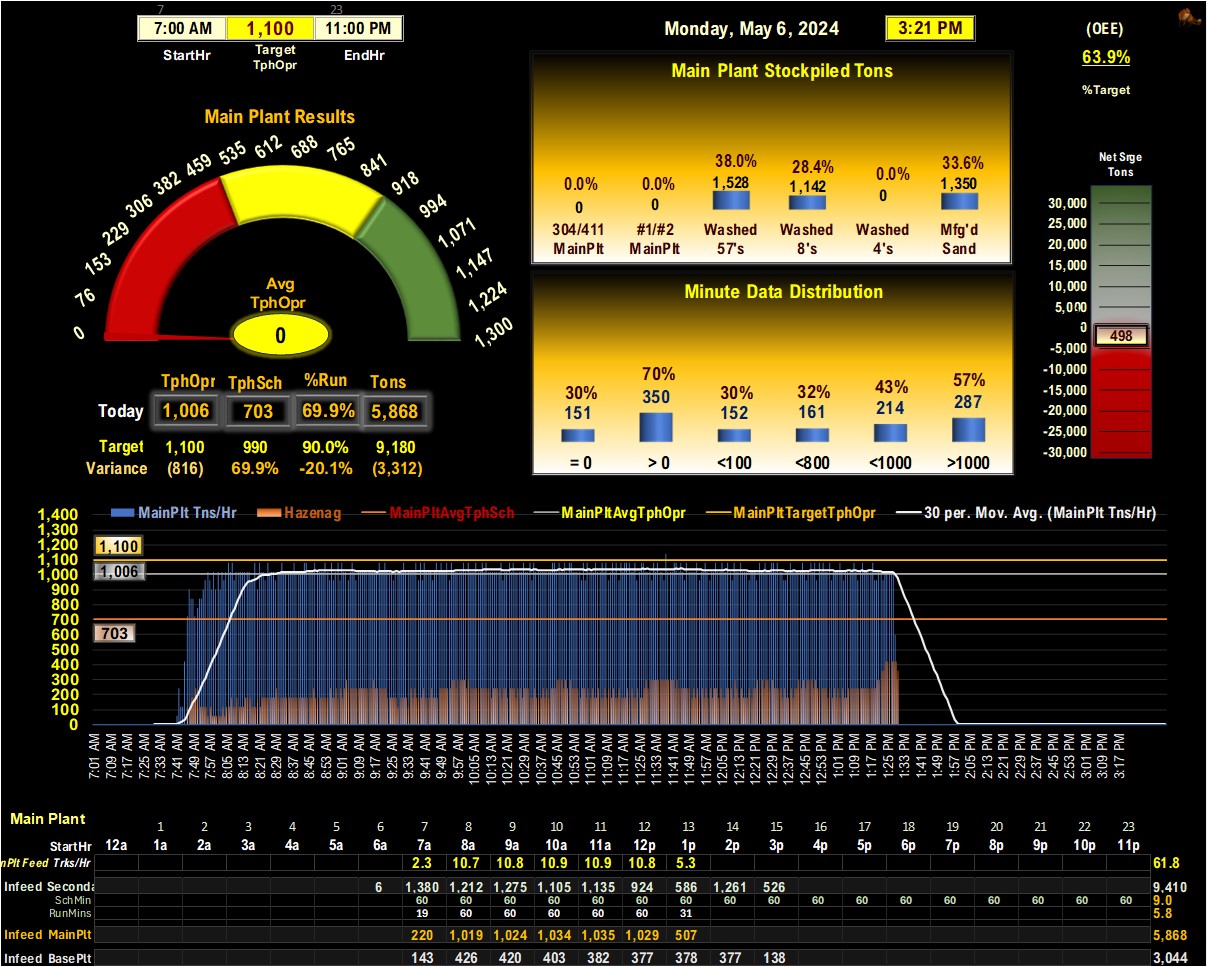 7 23
7:00 AM 1,100 11:00 PM
StartHr Target TphOpr EndHr
Monday, May 6, 2024 3:21 PM
(OEE)
63.9%
%Target
Main Plant Results
0 76 153 229 306 382 459 535 612 688 765 841 918 994 1,071 1,147 1,224 1,300
Avg
TphOpr
0
TphOpr TphSch %Run Tons
Today 1,006 703 69.9% 5,868
Target 1,100 990 90.0% 9,180
Variance (816) 69.9% -20.1% (3,312)
Main Plant Stockpiled Tons
0.0% 0.0% 38.0% 28.4% 0.0% 33.6%
0 0 1,528 1,142 0 1,350
304/411 #1/#2 Washed Washed Washed Mfg'd
MainPlt MainPlt 57's 8's 4's Sand
Minute Data Distribution
30% 70% 30% 32% 43% 57%
151 350 152 161 214 287
= 0 > 0 <100 <800 <1000 >1000
Net Srge
Tons
30,000
25,000
20,000
15,000
10,000
5,000
0
498
-5,000
-10,000
-15,000
-20,000
-25,000
-30,000
MainPlt Tns/Hr Hazenag MainPltAvgTphSch MainPltAvgTphOpr MainPltTargetTphOpr 30 per. Mov. Avg. (MainPlt Tns/Hr)
1,400
1,300
1,200
1,100
1,000
900
800
700
600
500
400
300
200
100
0
1,100
1,006
703
7:01 AM 7:09 AM 7:17 AM 7:25 AM 7:33 AM 7:41 AM 7:49 AM 7:57 AM 8:05 AM 8:13 AM 8:21 AM 8:29 AM 8:37 AM 8:45 AM 8:53 AM 9:01 AM 9:09 AM 9:17 AM 9:25 AM 9:33 AM 9:41 AM 9:49 AM 9:57 AM 10:05 AM 10:13 AM 10:21 AM 10:29 AM 10:37 AM 10:45 AM 10:53 AM 11:01 AM 11:09 AM 11:17 AM 11:25 AM 11:33 AM 11:41 AM 11:49 AM 11:57 AM 12:05 PM 12:13 PM 12:21 PM 12:29 PM 12:37 PM 12:45 PM 12:53 PM 1:01 PM 1:09 PM 1:17 PM 1:25 PM 1:33 PM 1:41 PM 1:49 PM 1:57 PM 2:05 PM 2:13 PM 2:21 PM 2:29 PM 2:37 PM 2:45 PM 2:53 PM 3:01 PM 3:09 PM 3:17 PM
Main Plant
1 2 3 4 5 6 7 8 9 10 11 12 13 14 15 16 17 18 19 20 21 22 23
StartHr 12a 1a 2a 3a 4a 5a 6a 7a 8a 9a 10a 11a 12p 1p 2p 3p 4p 5p 6p 7p 8p 9p 10p 11p
nPlt Feed Trks/Hr 2.3 10.7 10.8 10.9 10.9 10.8 5.3 61.8
Infeed Seconda 6 1,380 1,212 1,275 1,105 1,135 924 586 1,261 526 9,410
SchMin 60 60 60 60 60 60 60 60 60 60 60 60 60 60 60 60 60 9.0
RunMins 19 60 60 60 60 60 31 5.8
Infeed MainPlt 220 1,019 1,024 1,034 1,035 1,029 507 5,868
Infeed BasePlt 143 426 420 403 382 377 378 377 138 3,044